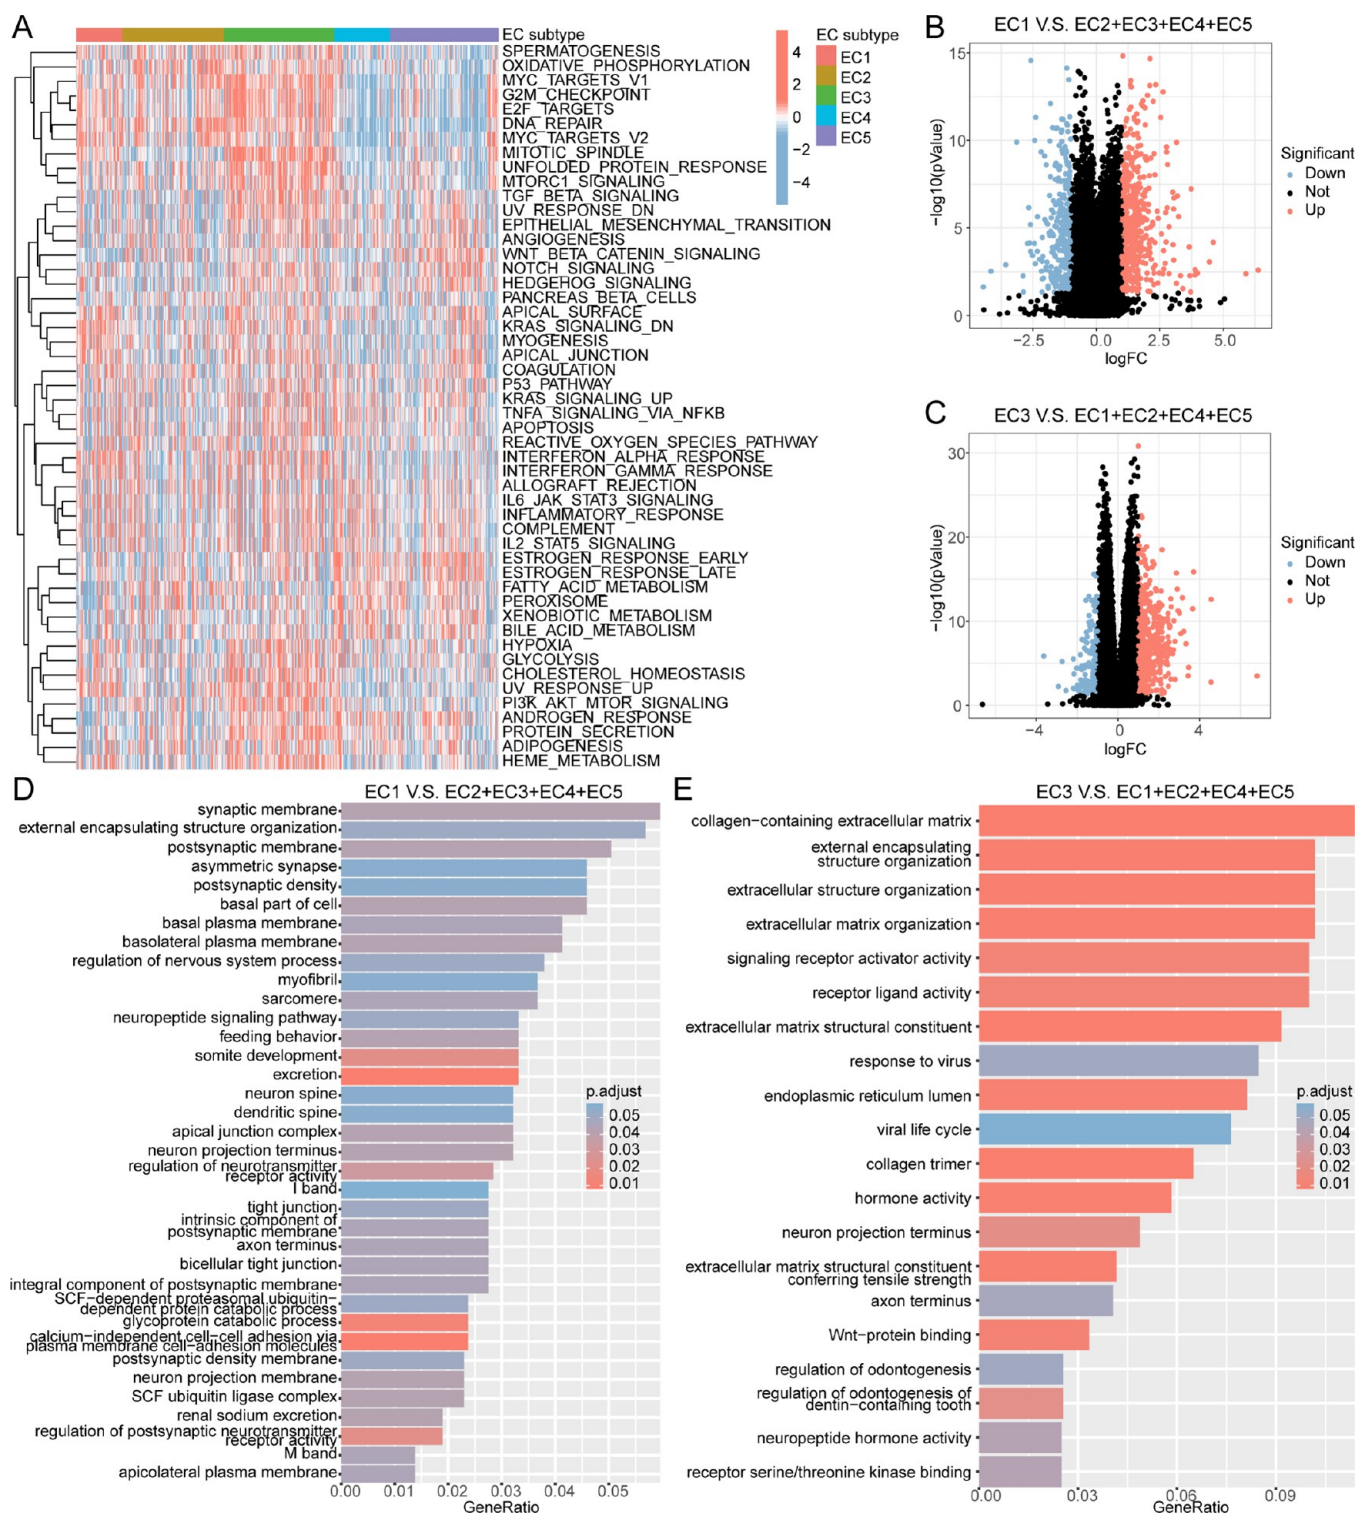 A
EC subtype
SPERMATOGENESIS
OXIDATIVE_PHOSPHORYLATION
MYC_TARGETS_V1
G2M_CHECKPOINT
E2F_TARGETS
DNA_REPAIR
MYC_TARGETS_V2
MITOTIC_SPINDLE
UNFOLDED_PROTEIN_RESPONSE
MTORC1_SIGNALING
TGF_BETA_SIGNALING
UV_RESPONSE_DN
EPITHELIAL_MESENCHYMAL_TRANSITION
ANGIOGENESIS
WNT_BETA_CATENIN_SIGNALING
NOTCH_SIGNALING
HEDGEHOG_SIGNALING
PANCREAS_BETA_CELLS
APICAL_SURFACE
KRAS_SIGNALING_DN
MYOGENESIS
APICAL_JUNCTION
COAGULATION
P53_PATHWAY
KRAS_SIGNALING_UP
TNFA_SIGNALING_VIA_NFKB
APOPTOSIS
REACTIVE_OXYGEN_SPECIES_PATHWAY
INTERFERON_ALPHA_RESPONSE
INTERFERON_GAMMA_RESPONSE
ALLOGRAFT_REJECTION
IL6_JAK_STAT3_SIGNALING
INFLAMMATORY_RESPONSE
COMPLEMENT
IL2_STAT5_SIGNALING
ESTROGEN_RESPONSE_EARLY
ESTROGEN_RESPONSE_LATE
FATTY_ACID_METABOLISM
PEROXISOME
XENOBIOTIC_METABOLISM
BILE_ACID_METABOLISM
HYPOXIA
GLYCOLYSIS
CHOLESTEROL_HOMEOSTASIS
UV_RESPONSE_UP
PI3K_AKT_MTOR_SIGNALING
ANDROGEN_RESPONSE
PROTEIN_SECRETION
ADIPOGENESIS
HEME_METABOLISM
4
2
0
−2
−4
EC subtype
EC1
EC2
EC3
EC4
EC5
B
EC1 V.S. EC2+EC3+EC4+EC5
−log10(pValue)
15
10
5
0
−2.5 0.0 2.5 5.0
logFC
Significant
Down
Not
Up
C
EC3 V.S. EC1+EC2+EC4+EC5
−log10(pValue)
30
20
10
0
−4 0 4
logFC
Significant
Down
Not
Up
D
EC1 V.S. EC2+EC3+EC4+EC5
synaptic membrane
external encapsulating structure organization
postsynaptic membrane
asymmetric synapse
postsynaptic density
basal part of cell
basal plasma membrane
basolateral plasma membrane
regulation of nervous system process
myofibril
sarcomere
neuropeptide signaling pathway
feeding behavior
somite development
excretion
neuron spine
dendritic spine
apical junction complex
neuron projection terminus
regulation of neurotransmitter
receptor activity
I band
tight junction
intrinsic component of
postsynaptic membrane
axon terminus
bicellular tight junction
integral component of postsynaptic membrane
SCF−dependent proteasomal ubiquitin−
dependent protein catabolic process
glycoprotein catabolic process
calcium−independent cell−cell adhesion via
plasma membrane cell−adhesion molecules
postsynaptic density membrane
neuron projection membrane
SCF ubiquitin ligase complex
renal sodium excretion
regulation of postsynaptic neurotransmitter
receptor activity
M band
apicolateral plasma membrane
0.00 0.01 0.02 0.03 0.04 0.05
GeneRatio
p.adjust
0.05
0.04
0.03
0.02
0.01
E
EC3 V.S. EC1+EC2+EC4+EC5
collagen−containing extracellular matrix
external encapsulating
structure organization
extracellular structure organization
extracellular matrix organization
signaling receptor activator activity
receptor ligand activity
extracellular matrix structural constituent
response to virus
endoplasmic reticulum lumen
viral life cycle
collagen trimer
hormone activity
neuron projection terminus
extracellular matrix structural constituent
conferring tensile strength
axon terminus
Wnt−protein binding
regulation of odontogenesis
regulation of odontogenesis of
dentin−containing tooth
neuropeptide hormone activity
receptor serine/threonine kinase binding
0.00 0.03 0.06 0.09
GeneRatio
p.adjust
0.05
0.04
0.03
0.02
0.01